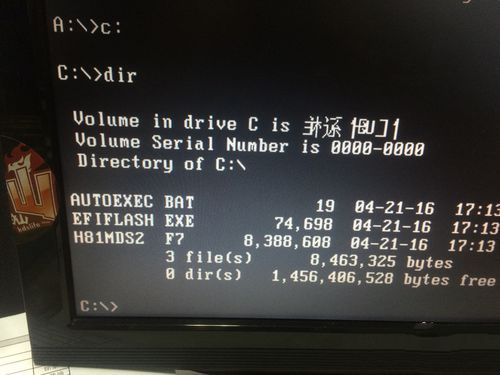 A:\>c:
C:\>dir
Volume in drive C is
Volume Serial Number is 0000-0000
Directory of C:\
AUTOEXEC BAT 19 04-21-16 17:13
EFIFLASH EXE 74,698 04-21-16 17:13
H81MDS2 F7 8,388,608 04-21-16 17:13
3 file(s) 8,463,325 bytes
0 dir(s) 1,456,406,528 bytes free
C:\>